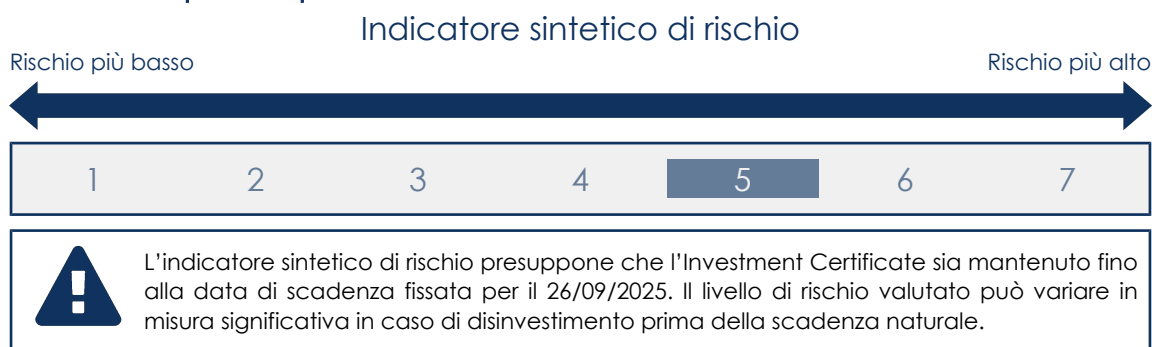 Indicatore sintetico di rischio
Rischio più basso
Rischio più alto
1 2 3 4 5 6 7
L'indicatore sintetico di rischio presuppone che l'Investment Certificate sia mantenuto fino
alla data di scadenza fissata per il 26/09/2025. Il livello di rischio valutato può variare in
misura significativa in caso di disinvestimento prima della scadenza naturale.